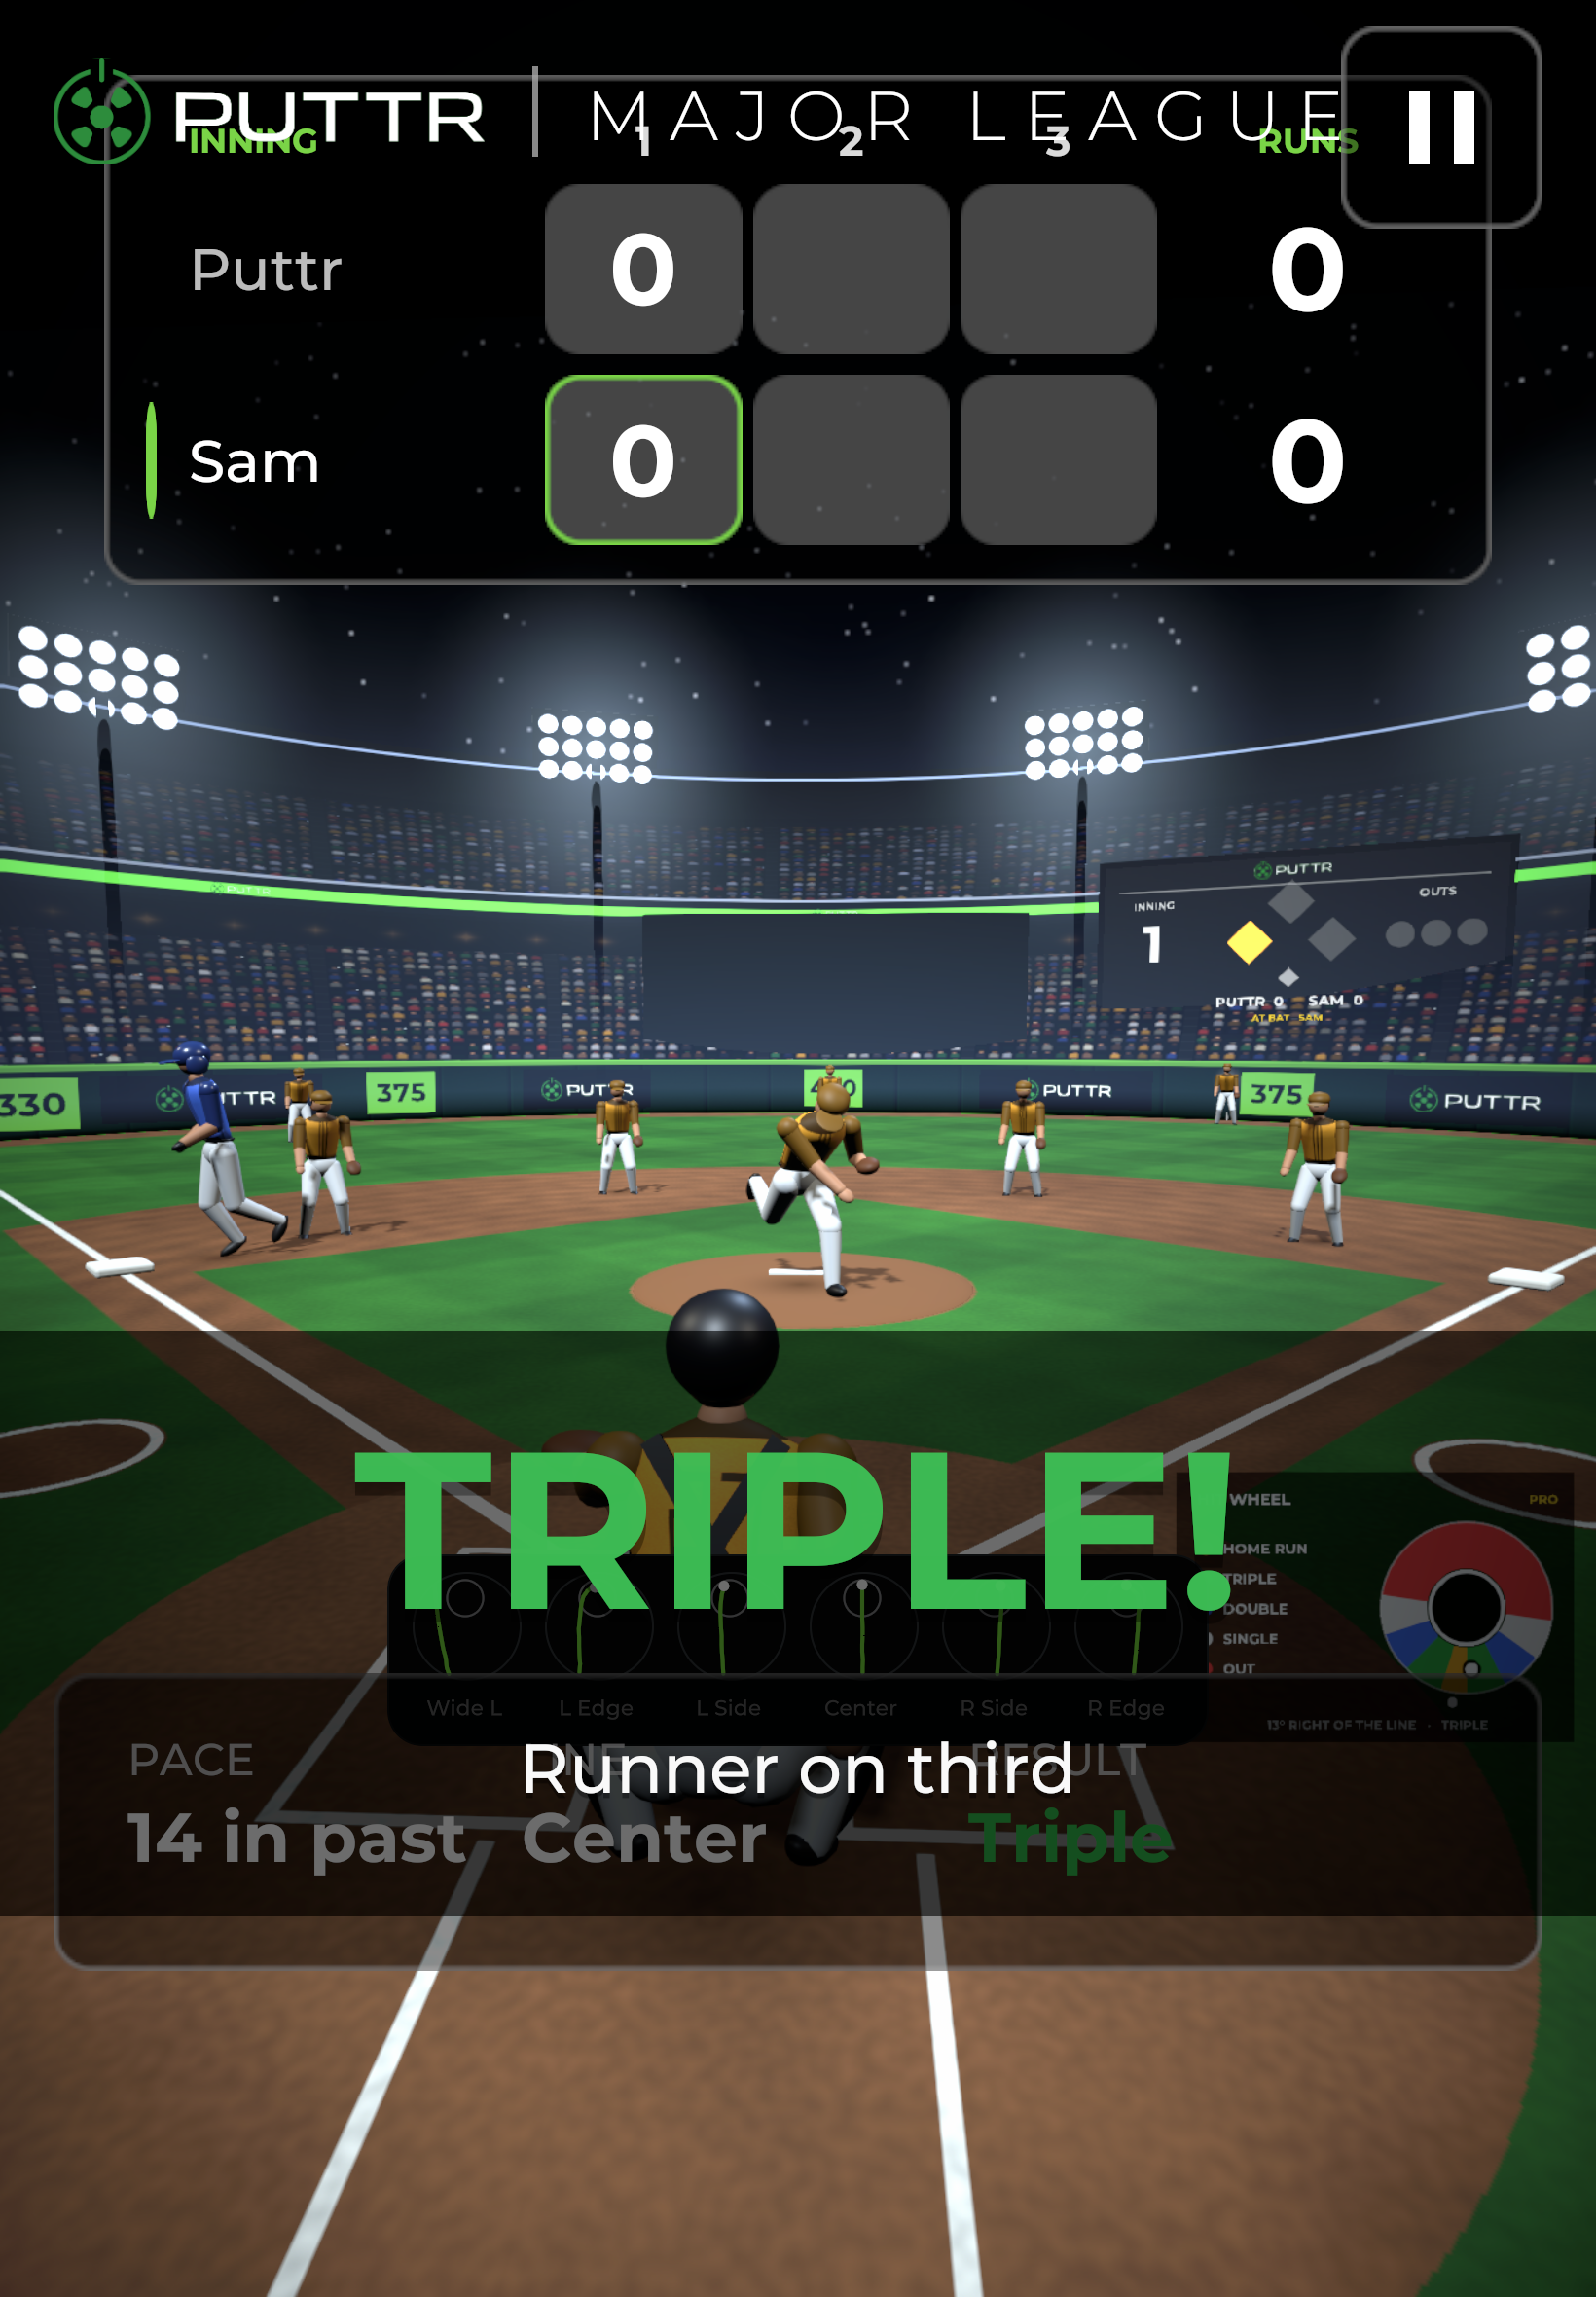 PUTTR | MAJOR LEAGUE
INNING 1 2 3 RUNS
Puttr 0 0
Sam 0 0
PUTTR
PUTTR
INNING OUTS
1
PUTTR 0 SAM 0
AT BAT SAM
330 PUTTR 375 PUTTR 400 PUTTR 375 PUTTR
7
TRIPLE!
WHEEL PRO
HOME RUN
TRIPLE
DOUBLE
SINGLE
OUT
13° RIGHT OF THE LINE · TRIPLE
Wide L L Edge L Side Center R Side R Edge
Runner on third
PACE LINE RESULT
14 in past Center Triple